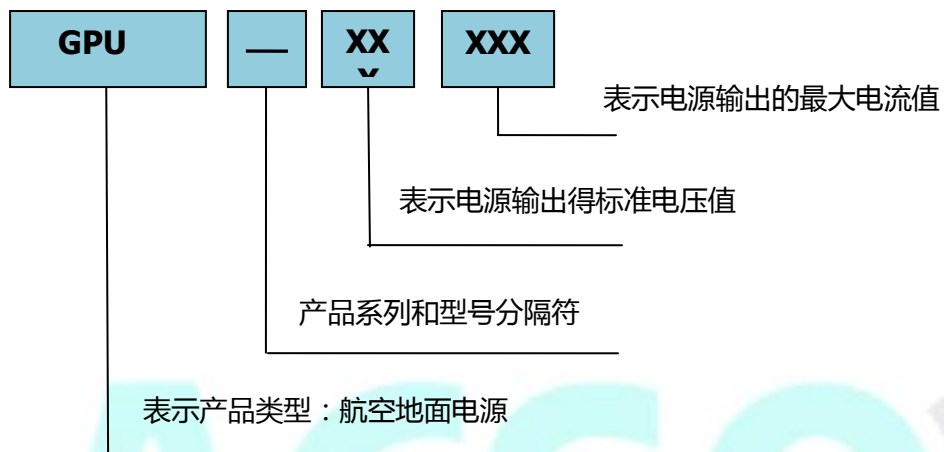 GPU — XX XXX
表示电源输出的最大电流值
表示电源输出得标准电压值
产品系列和型号分隔符
表示产品类型：航空地面电源